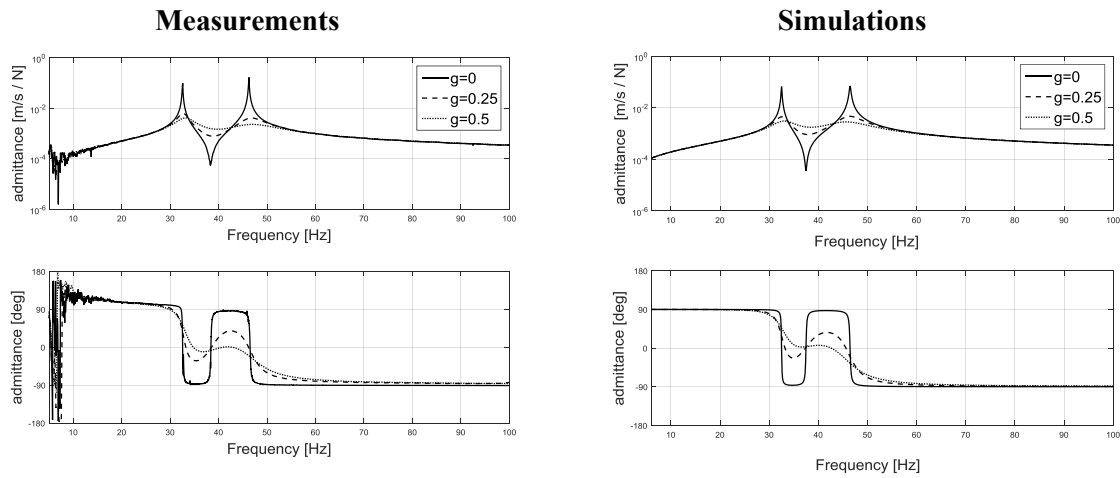 Measurements
10^0
10^-2
10^-4
10^-6
admittance [m/s / N]
g=0
g=0.25
g=0.5
10 20 30 40 50 60 70 80 90 100
Frequency [Hz]
180
90
0
-90
-180
admittance [deg]
10 20 30 40 50 60 70 80 90 100
Frequency [Hz]
Simulations
10^0
10^-2
10^-4
10^-6
admittance [m/s / N]
g=0
g=0.25
g=0.5
10 20 30 40 50 60 70 80 90 100
Frequency [Hz]
180
90
0
-90
-180
admittance [deg]
10 20 30 40 50 60 70 80 90 100
Frequency [Hz]